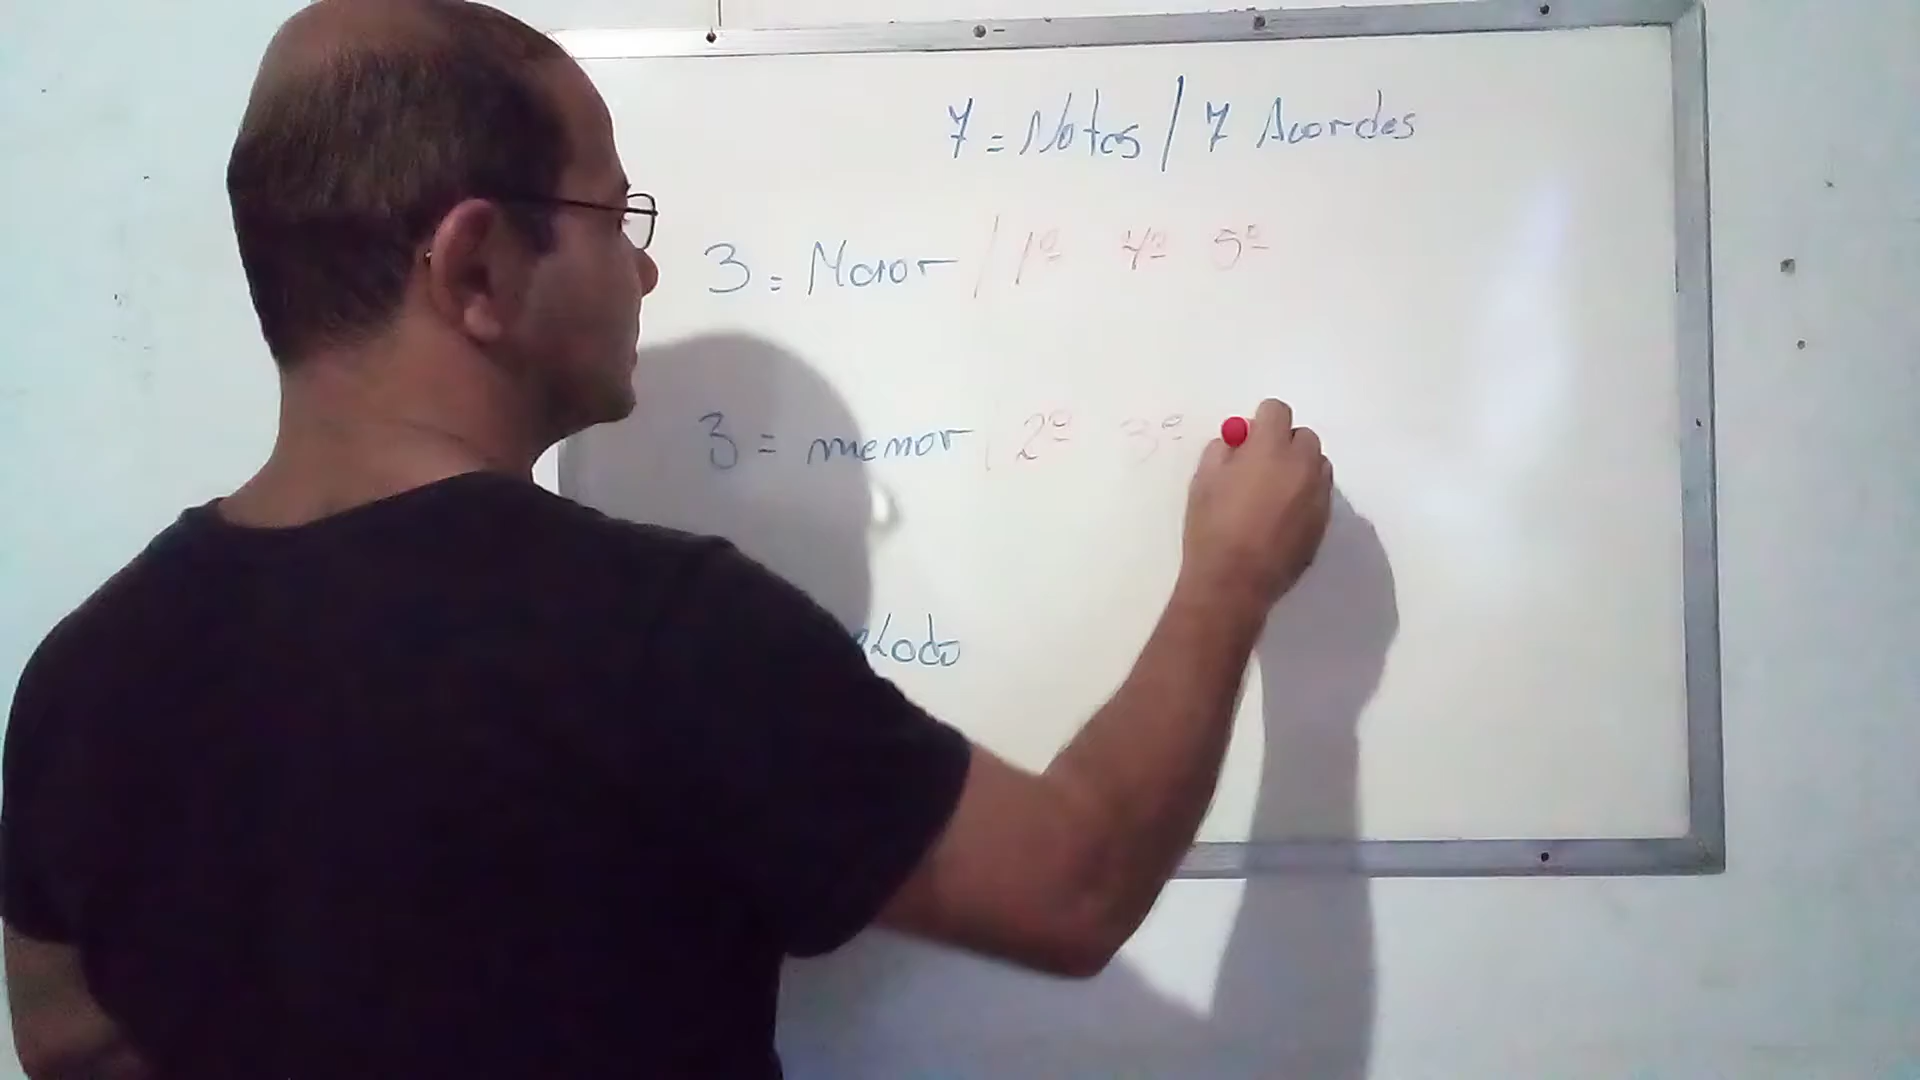 7 = Notas / 7 Acordes
3 = Maior / 1º 4º 5º
3 = menor 2º 3º